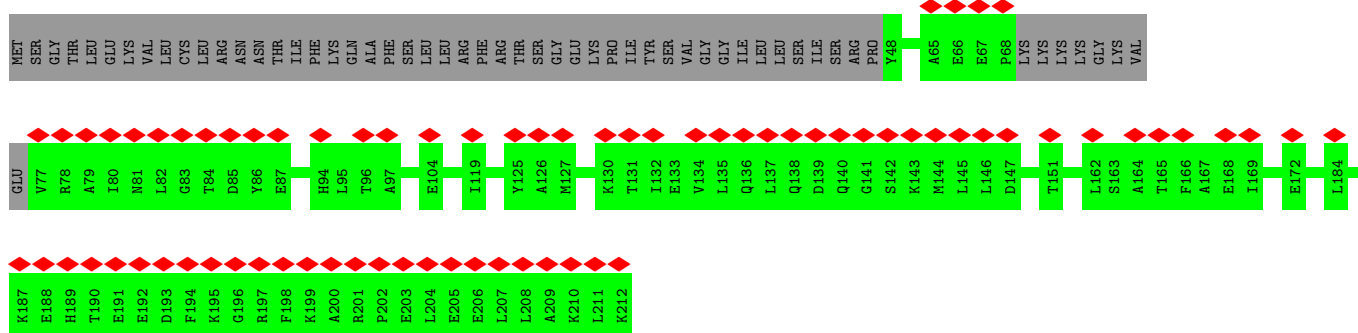 MET SER GLY THR LEU GLU LYS VAL LEU CYS LEU ARG ASN ASN THR ILE PHE LYS GLN ALA PHE SER LEU LEU ARG PHE ARG THR SER GLY GLU LYS PRO ILE TYR SER VAL GLY GLY ILE LEU LEU SER ILE SER ARG PRO Y48 A65 E66 E67 P68 LYS LYS LYS LYS GLY LYS VAL
GLU V77 R78 A79 I80 N81 L82 G83 T84 D85 Y86 E87 H94 L95 T96 A97 E104 I119 Y125 A126 M127 K130 T131 I132 E133 V134 L135 Q136 L137 Q138 D139 Q140 G141 S142 K143 M144 L145 L146 D147 T151 L162 S163 A164 T165 F166 A167 E168 I169 E172 L184
K187 E188 H189 T190 E191 E192 D193 F194 K195 G196 R197 F198 K199 A200 R201 P202 E203 L204 E205 E206 L207 L208 A209 K210 L211 K212